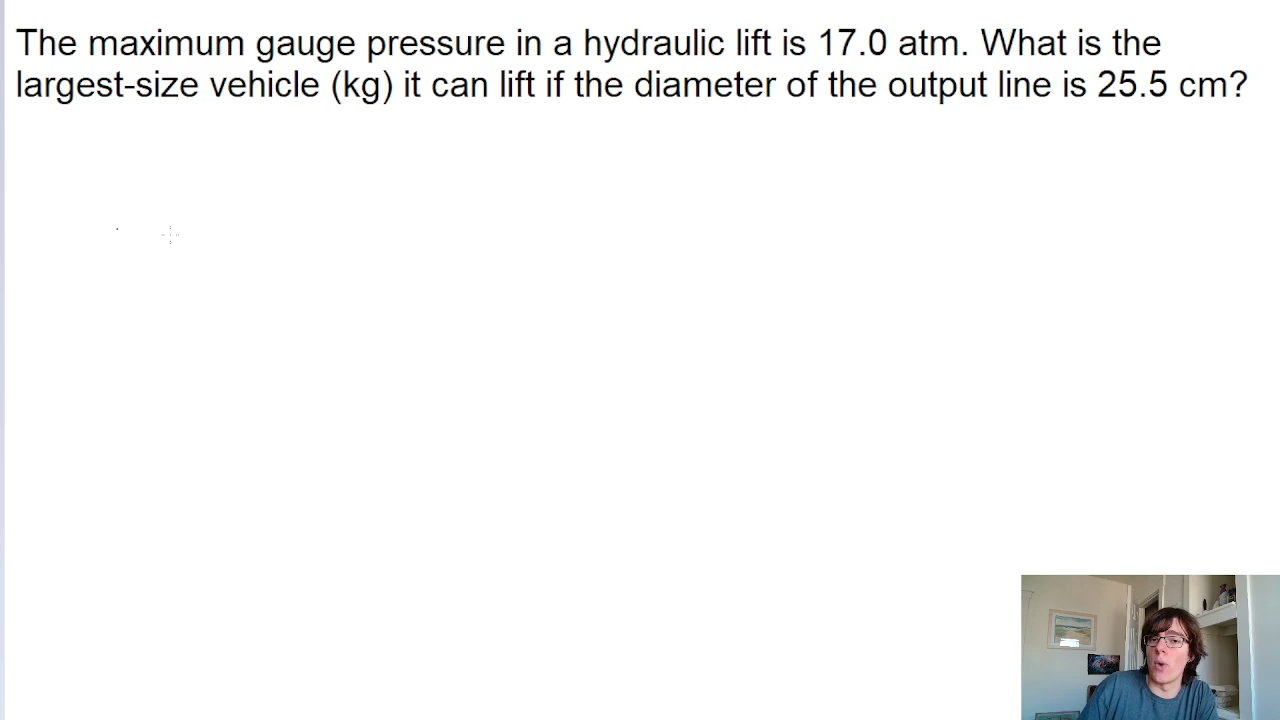 The maximum gauge pressure in a hydraulic lift is 17.0 atm. What is the
largest-size vehicle (kg) it can lift if the diameter of the output line is 25.5 cm?